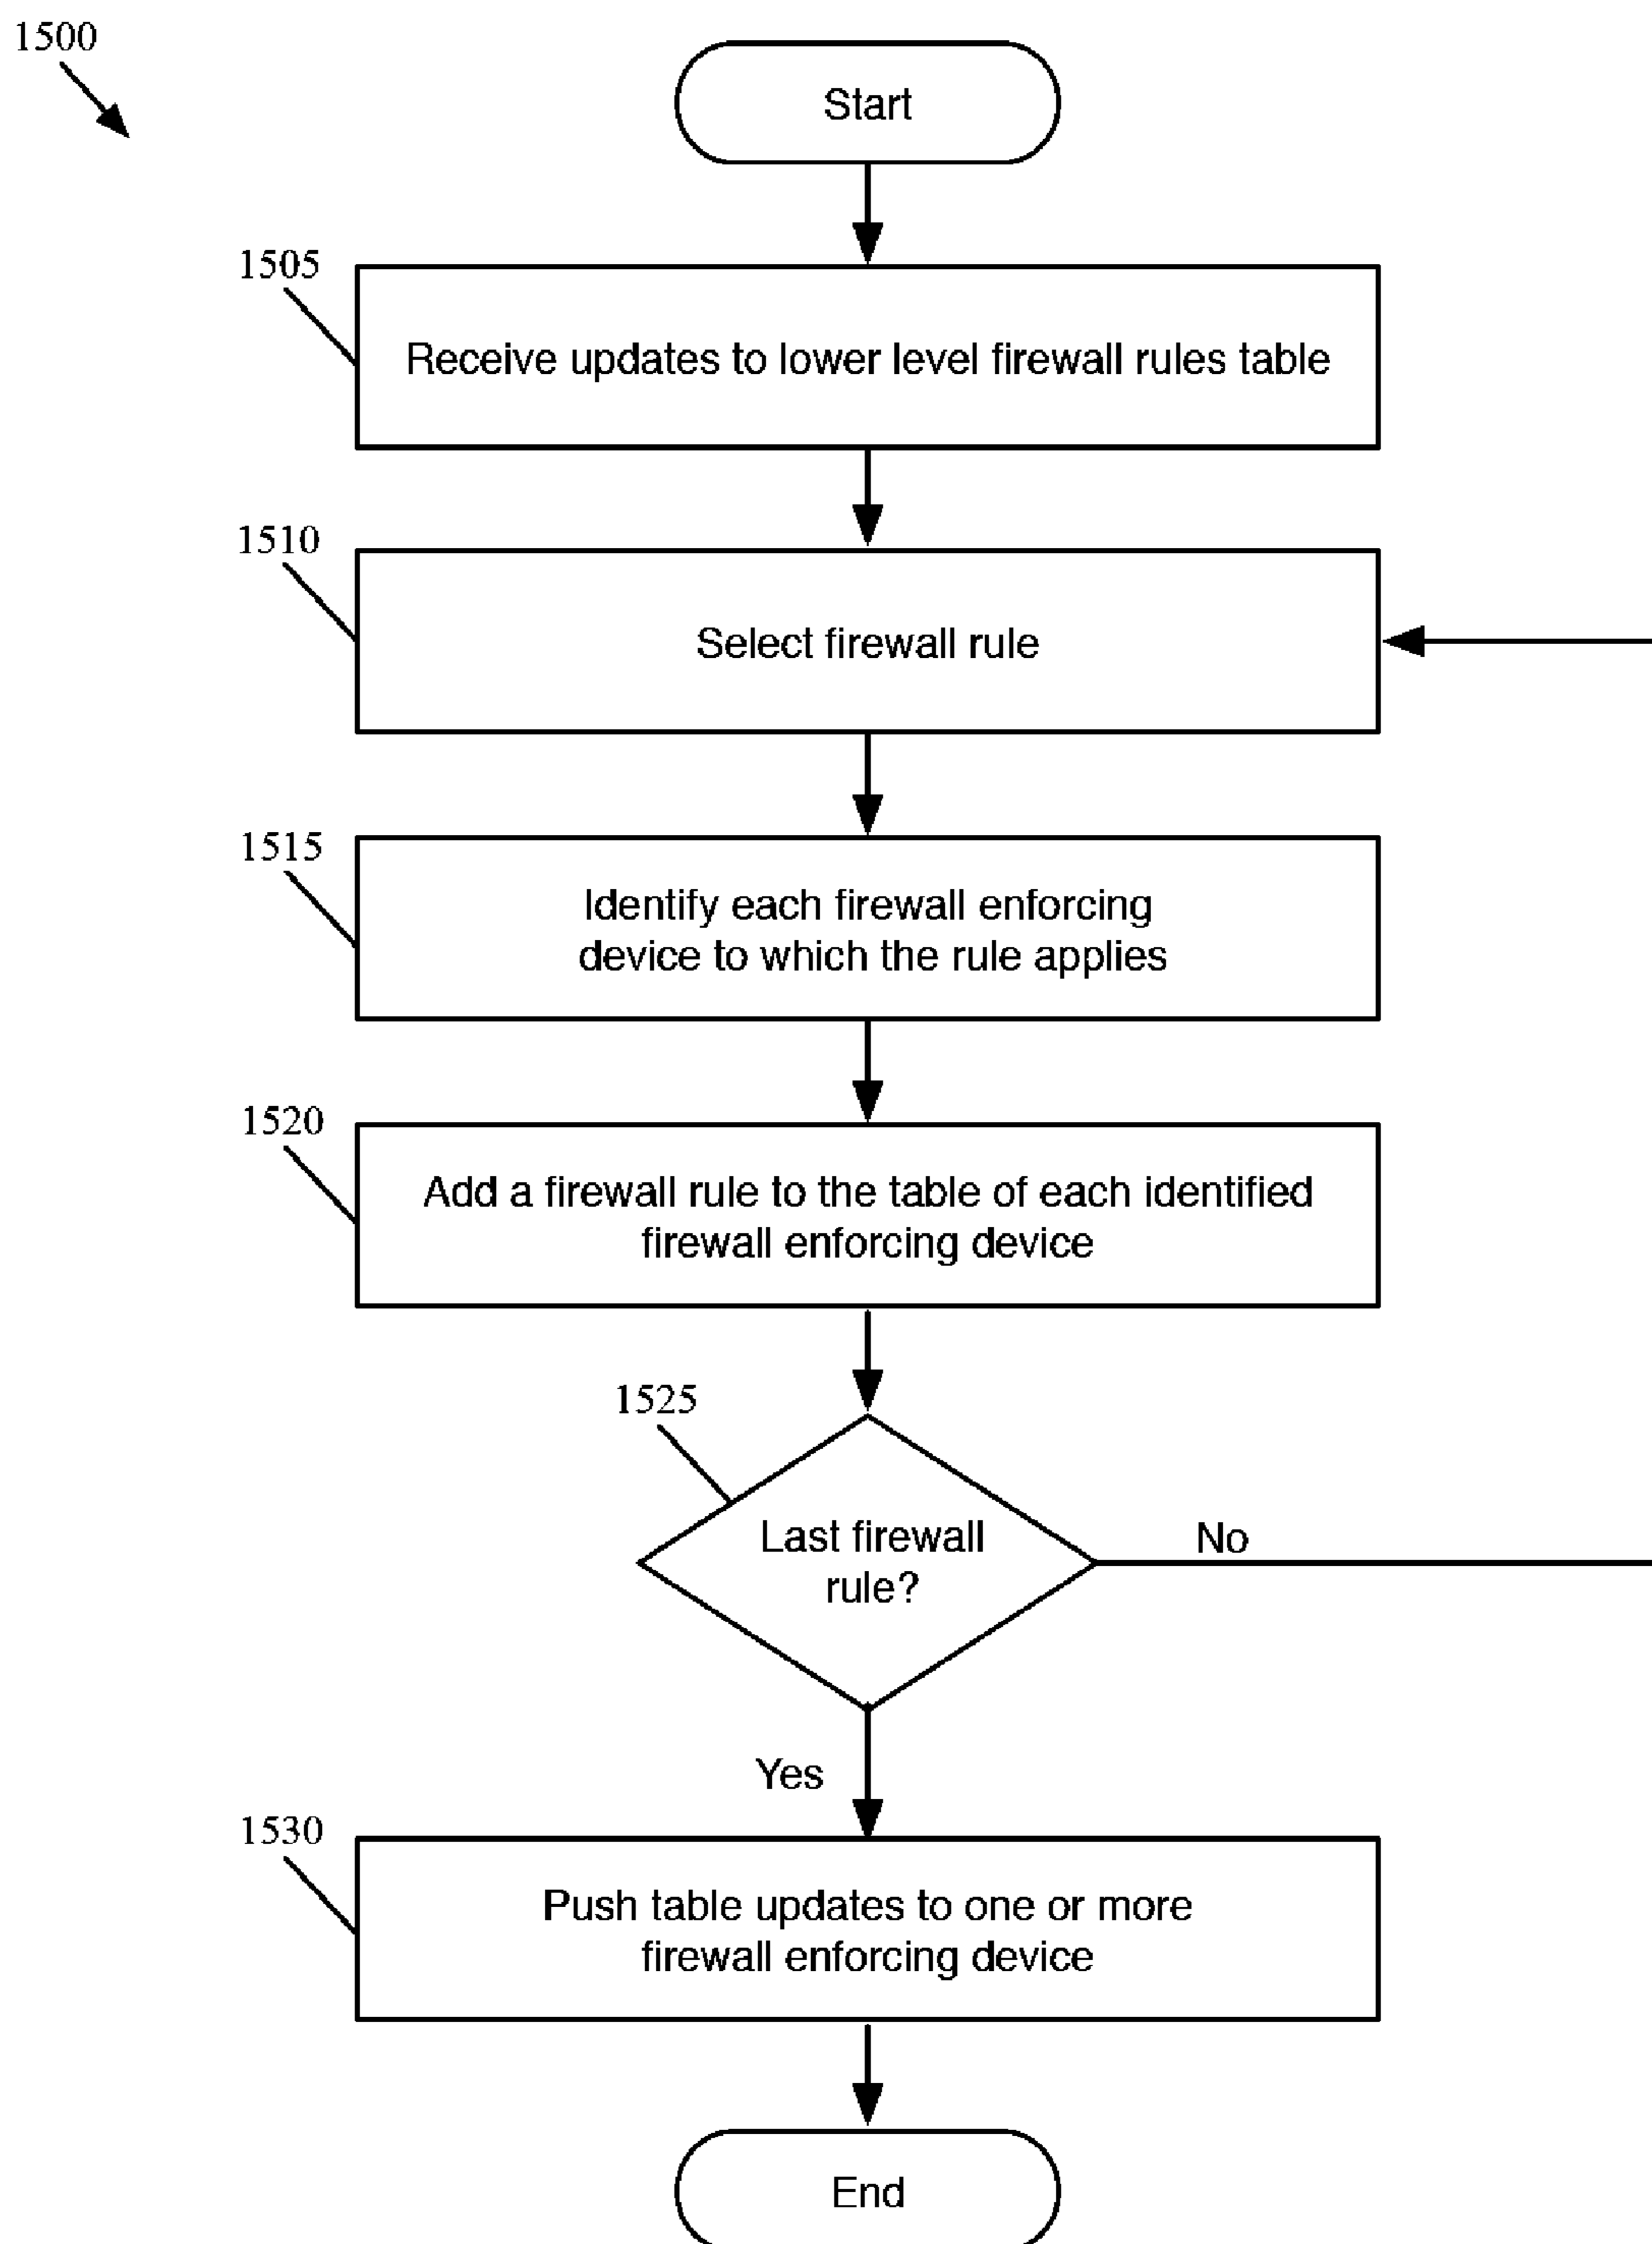 1500
Start
1505
Receive updates to lower level firewall rules table
1510
Select firewall rule
1515
Identify each firewall enforcing
device to which the rule applies
1520
Add a firewall rule to the table of each identified
firewall enforcing device
1525
Last firewall
rule?
No
Yes
1530
Push table updates to one or more
firewall enforcing device
End